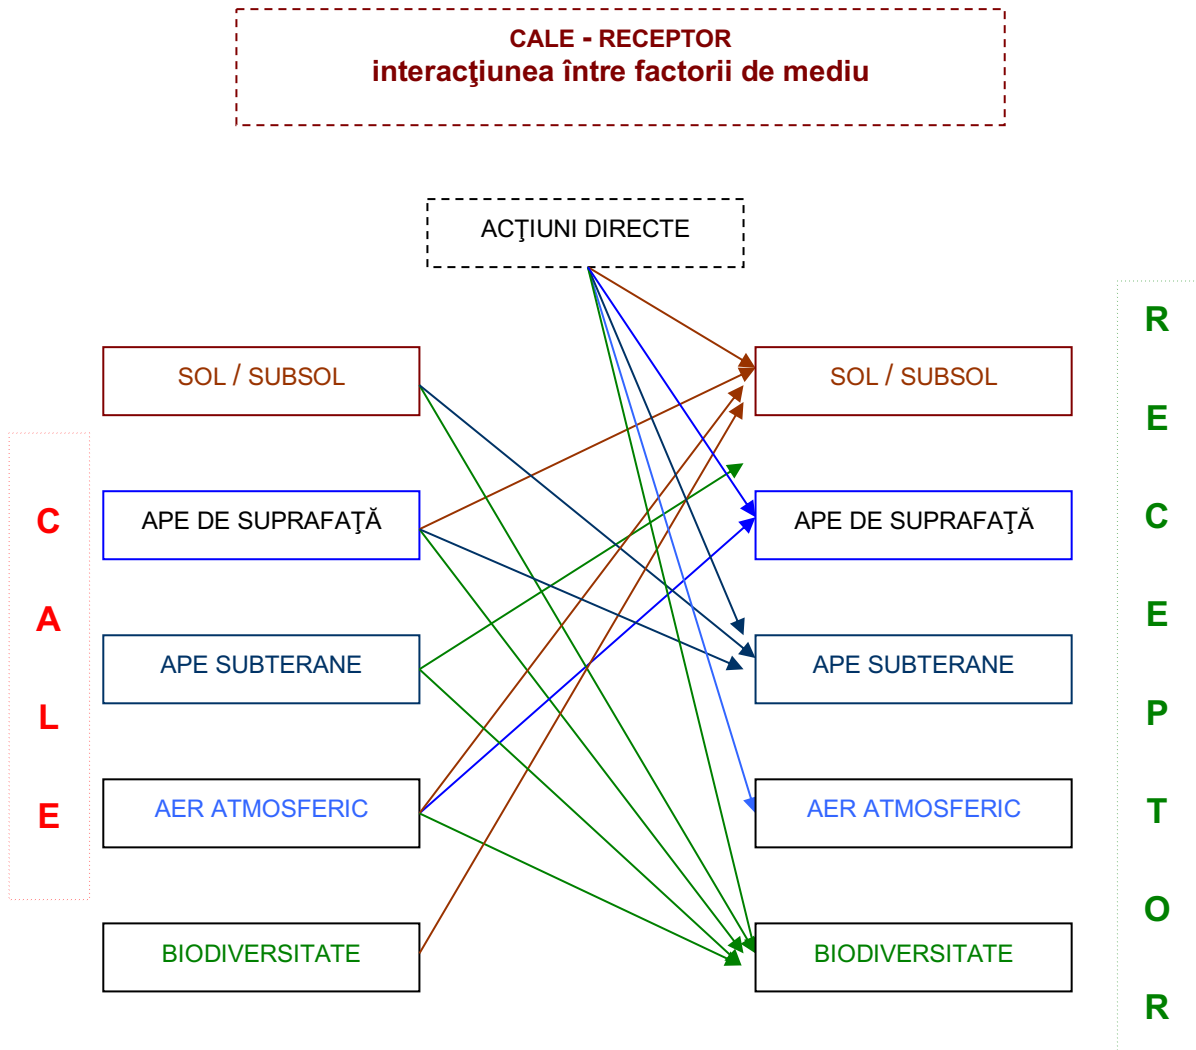 CALE - RECEPTOR
interacţiunea între factorii de mediu
ACŢIUNI DIRECTE
SOL / SUBSOL
APE DE SUPRAFAŢĂ
APE SUBTERANE
AER ATMOSFERIC
BIODIVERSITATE
SOL / SUBSOL
APE DE SUPRAFAŢĂ
APE SUBTERANE
AER ATMOSFERIC
BIODIVERSITATE
C
A
L
E
R
E
C
E
P
T
O
R